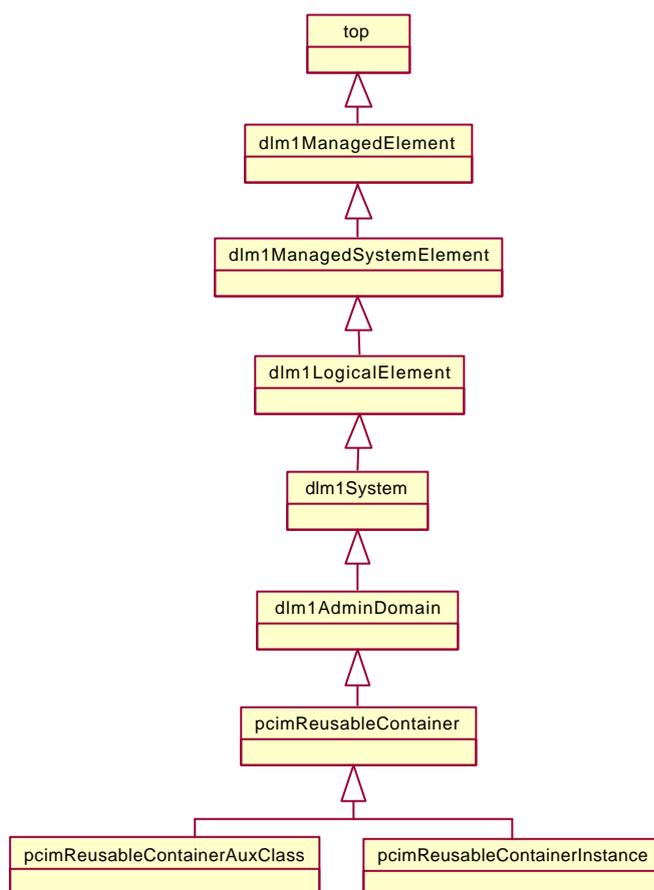 top
dlm1ManagedElement
dlm1ManagedSystemElement
dlm1LogicalElement
dlm1System
dlm1AdminDomain
pcimReusableContainer
pcimReusableContainerAuxClass
pcimReusableContainerInstance